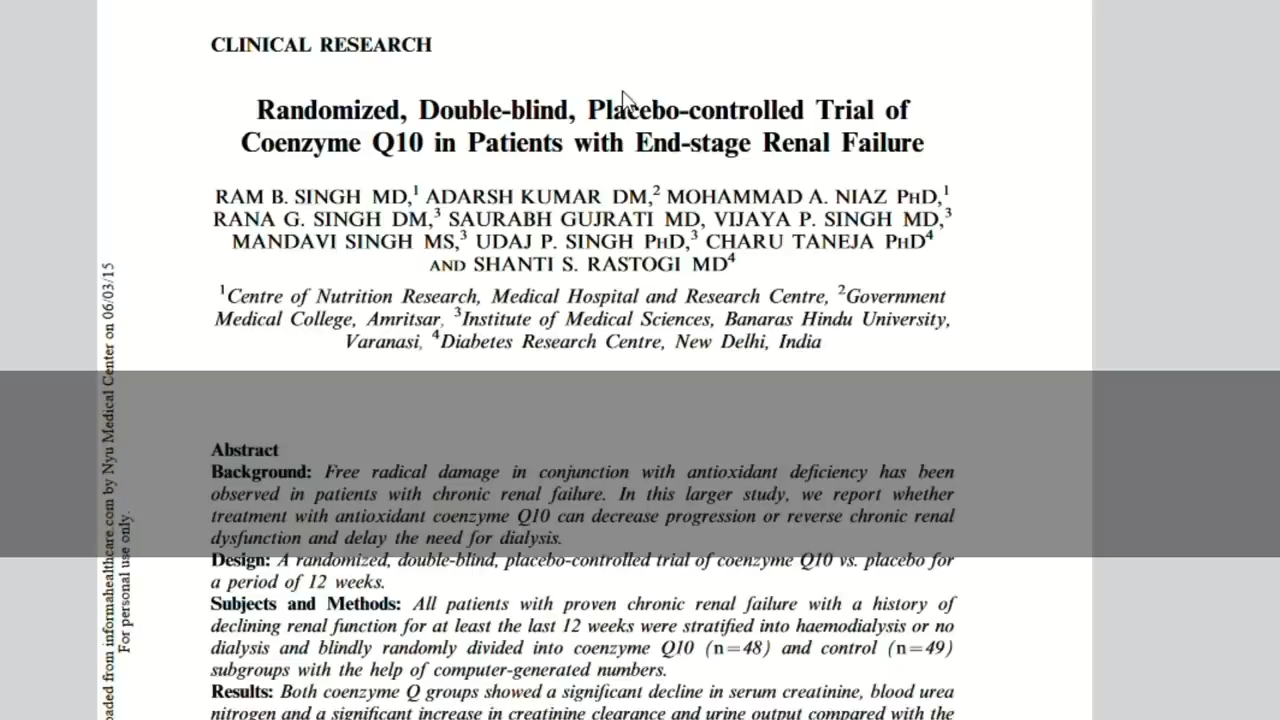 CLINICAL RESEARCH
Randomized, Double-blind, Placebo-controlled Trial of
Coenzyme Q10 in Patients with End-stage Renal Failure
RAM B. SINGH MD,1 ADARSH KUMAR DM,2 MOHAMMAD A. NIAZ PHD,1
RANA G. SINGH DM,3 SAURABH GUJRATI MD, VIJAYA P. SINGH MD,3
MANDAVI SINGH MS,3 UDAJ P. SINGH PHD,3 CHARU TANEJA PHD4
AND SHANTI S. RASTOGI MD4
1Centre of Nutrition Research, Medical Hospital and Research Centre, 2Government
Medical College, Amritsar, 3Institute of Medical Sciences, Banaras Hindu University,
Varanasi, 4Diabetes Research Centre, New Delhi, India
Abstract
Background: Free radical damage in conjunction with antioxidant deficiency has been
observed in patients with chronic renal failure. In this larger study, we report whether
treatment with antioxidant coenzyme Q10 can decrease progression or reverse chronic renal
dysfunction and delay the need for dialysis.
Design: A randomized, double-blind, placebo-controlled trial of coenzyme Q10 vs. placebo for
a period of 12 weeks.
Subjects and Methods: All patients with proven chronic renal failure with a history of
declining renal function for at least the last 12 weeks were stratified into haemodialysis or no
dialysis and blindly randomly divided into coenzyme Q10 (n=48) and control (n=49)
subgroups with the help of computer-generated numbers.
Results: Both coenzyme Q groups showed a significant decline in serum creatinine, blood urea
nitrogen and a significant increase in creatinine clearance and urine output compared with the
from informahealthcare.com by Nyu Medical Center on 06/03/15
For personal use only.